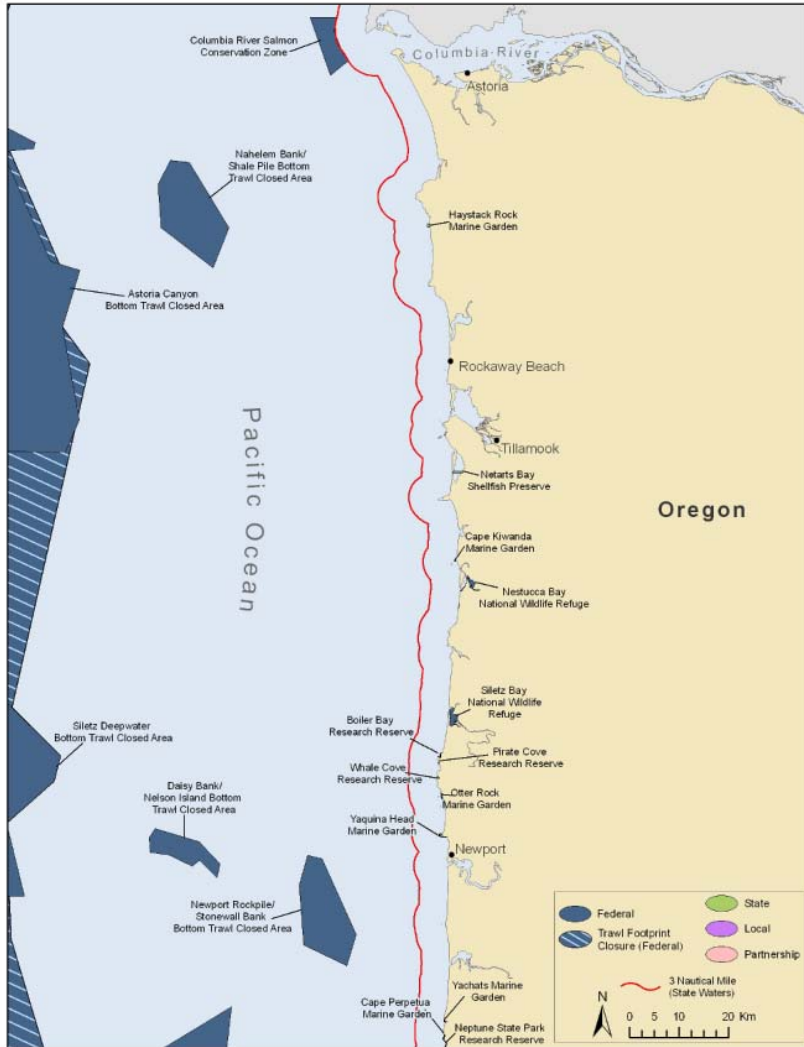 Columbia River Salmon
Conservation Zone
Columbia River
Astoria
Nahelem Bank/
Shale Pile Bottom
Trawl Closed Area
Haystack Rock
Marine Garden
Astoria Canyon
Bottom Trawl Closed Area
Rockaway Beach
Pacific Ocean
Tillamook
Netarts Bay
Shellfish Preserve
Oregon
Cape Kiwanda
Marine Garden
Nestucca Bay
National Wildlife Refuge
Siletz Bay
National Wildlife
Refuge
Siletz Deepwater
Bottom Trawl Closed Area
Boiler Bay
Research Reserve
Pirate Cove
Research Reserve
Whale Cove
Research Reserve
Daisy Bank/
Nelson Island Bottom
Trawl Closed Area
Otter Rock
Marine Garden
Yaquina Head
Marine Garden
Newport
Newport Rockpile/
Stonewall Bank
Bottom Trawl Closed Area
Yachats Marine
Garden
Cape Perpetua
Marine Garden
Neptune State Park
Research Reserve
Federal
Trawl Footprint
Closure (Federal)
State
Local
Partnership
3 Nautical Mile
(State Waters)
N
0 5 10 20 Km